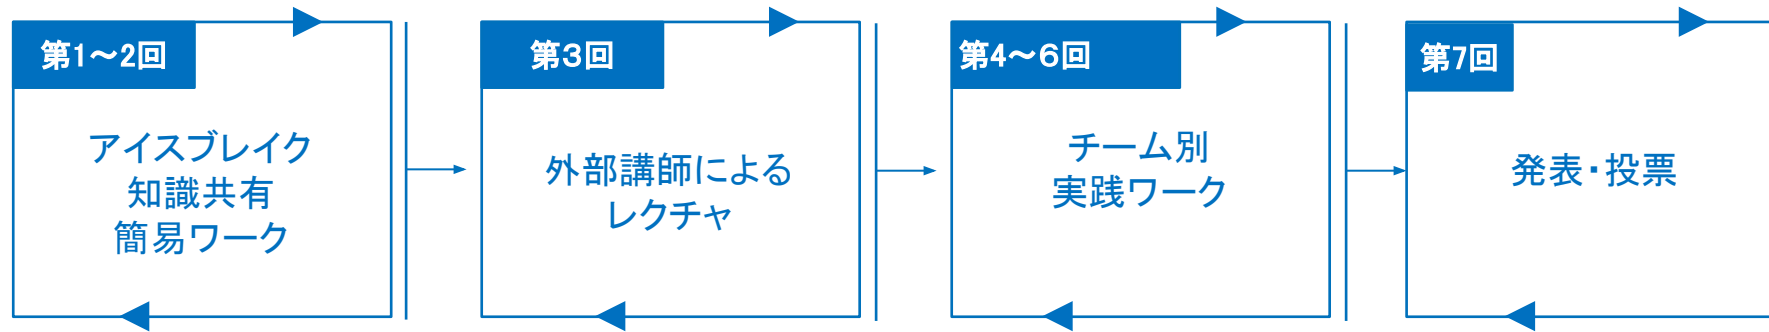 第1～2回
アイスブレイク
知識共有
簡易ワーク
第3回
外部講師による
レクチャ
第4～6回
チーム別
実践ワーク
第7回
発表・投票